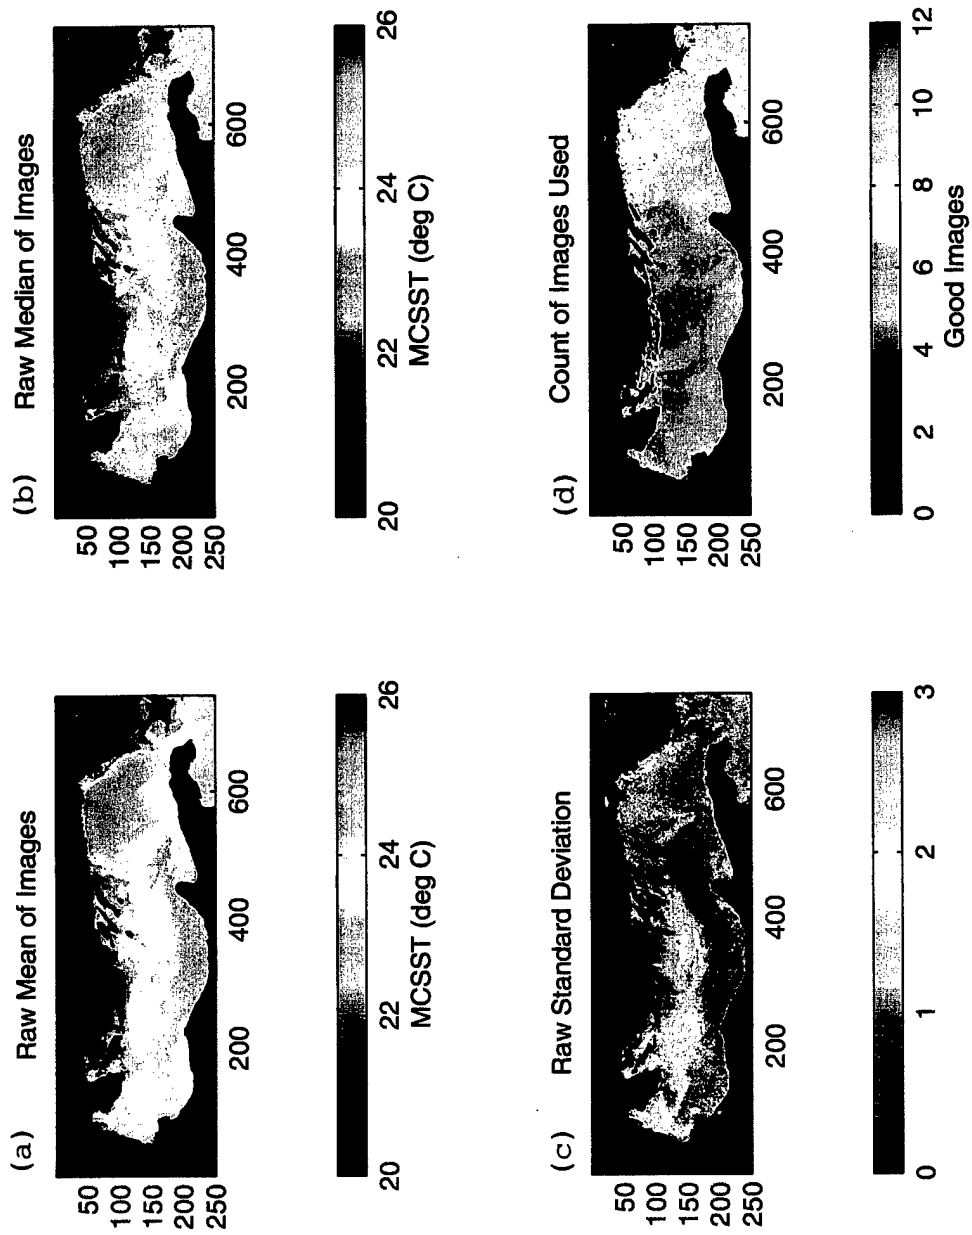 (a) Raw Mean of Images
50
100
150
200
250
200 400 600
20 22 24 26
MCSST (deg C)
(b) Raw Median of Images
50
100
150
200
250
200 400 600
20 22 24 26
MCSST (deg C)
(c) Raw Standard Deviation
50
100
150
200
250
200 400 600
0 1 2 3
(d) Count of Images Used
50
100
150
200
250
200 400 600
0 2 4 6 8 10 12
Good Images